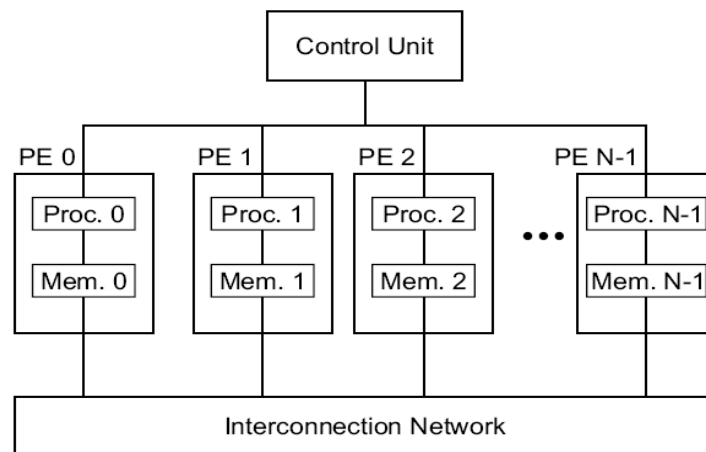 Control Unit
PE 0 PE 1 PE 2 PE N-1
Proc. 0 Proc. 1 Proc. 2 ••• Proc. N-1
Mem. 0 Mem. 1 Mem. 2 Mem. N-1
Interconnection Network